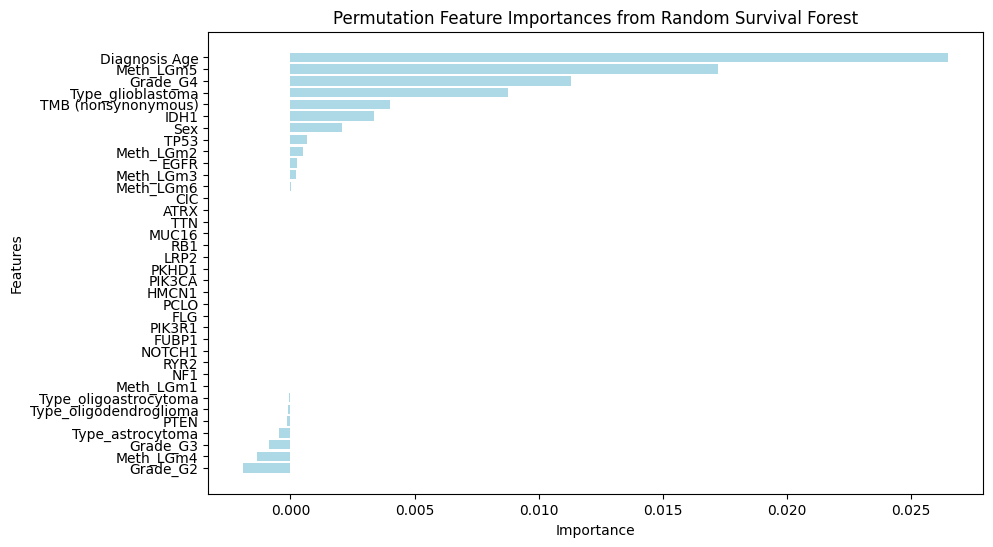 Permutation Feature Importances from Random Survival Forest
Diagnosis Age
Meth_LGm5
Grade_G4
Type_glioblastoma
TMB (nonsynonymous)
IDH1
Sex
TP53
Meth_LGm2
EGFR
Meth_LGm3
Meth_LGm6
CIC
ATRX
TTN
MUC16
RB1
LRP2
PKHD1
PIK3CA
HMCN1
PCLO
FLG
PIK3R1
FUBP1
NOTCH1
RYR2
NF1
Meth_LGm1
Type_oligoastrocytoma
Type_oligodendroglioma
PTEN
Type_astrocytoma
Grade_G3
Meth_LGm4
Grade_G2
Features
0.000 0.005 0.010 0.015 0.020 0.025
Importance